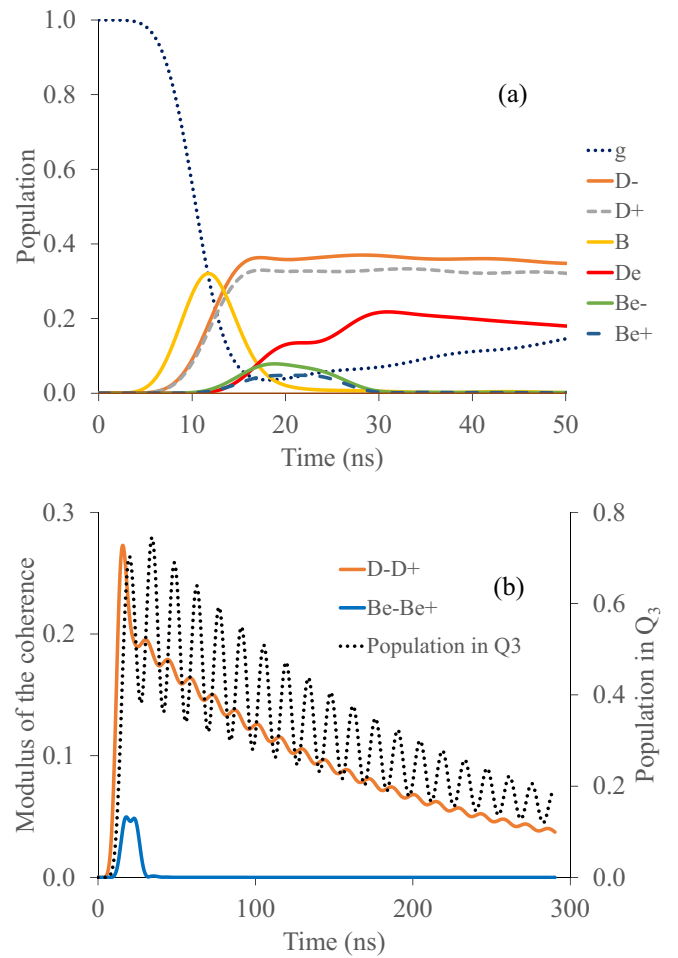 1.0
0.8
0.6
0.4
0.2
0.0
Population
(a)
g
D-
D+
B
De
Be-
Be+
0 10 20 30 40 50
Time (ns)
0.3
0.2
0.1
0.0
Modulus of the coherence
D-D+
Be-Be+
Population in Q3
(b)
0.8
0.6
0.4
0.2
0.0
Population in Q3
0 100 200 300
Time (ns)